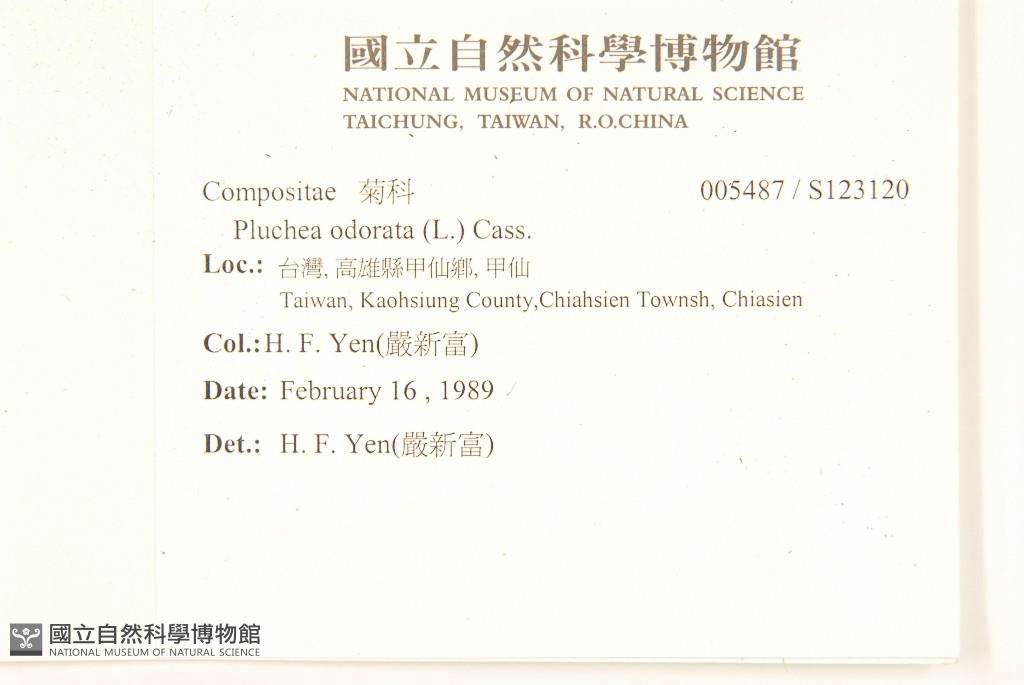 國立自然科學博物館
NATIONAL MUSEUM OF NATURAL SCIENCE
TAICHUNG, TAIWAN, R.O.CHINA
Compositae 菊科 005487 / S123120
Pluchea odorata (L.) Cass.
Loc.: 台灣, 高雄縣甲仙鄉, 甲仙
Taiwan, Kaohsiung County,Chiahsien Townsh, Chiasien
Col.:H. F. Yen(嚴新富)
Date: February 16 , 1989
Det.: H. F. Yen(嚴新富)
國立自然科學博物館
NATIONAL MUSEUM OF NATURAL SCIENCE